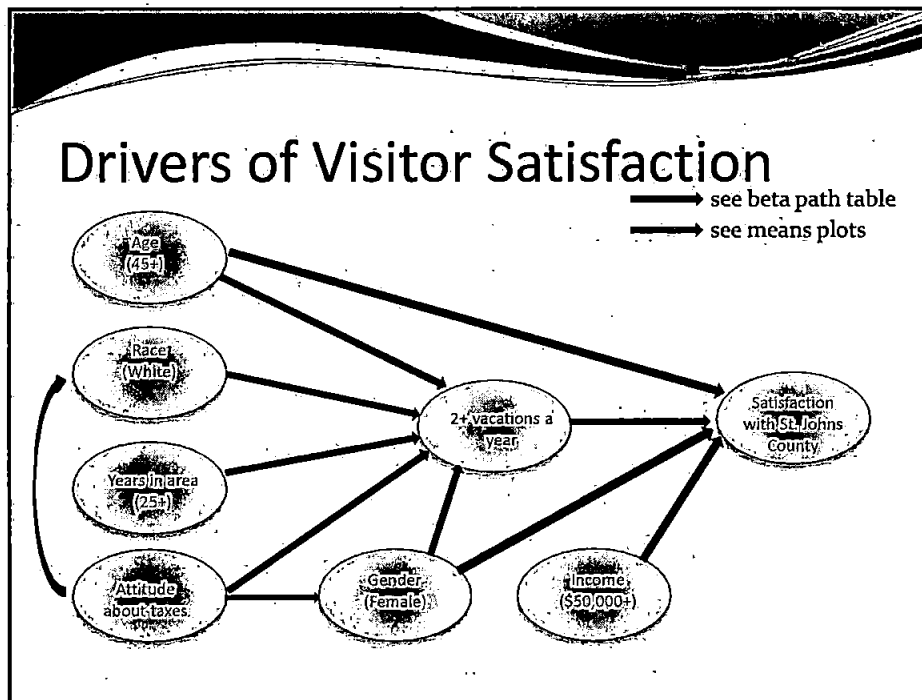 Drivers of Visitor Satisfaction
see beta path table
see means plots
Age
(45+)
Race
(White)
Years in area
(25+)
Attitude
about taxes
2+ vacations a
year
Gender
(Female)
Income
($50,000+)
Satisfaction
with St. Johns
County